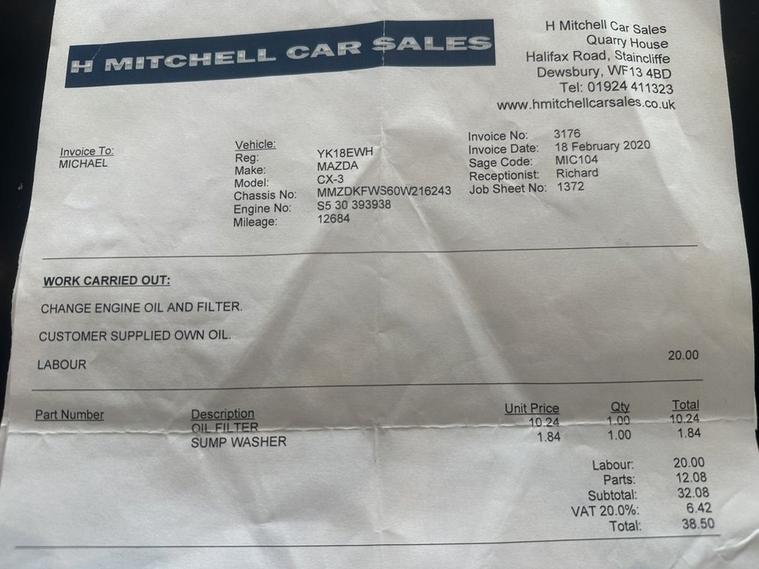 H MITCHELL CAR SALES
H Mitchell Car Sales
Quarry House
Halifax Road, Staincliffe
Dewsbury, WF13 4BD
Tel: 01924 411323
www.hmitchellcarsales.co.uk
Invoice To:
MICHAEL
Vehicle:
Reg: YK18EWH
Make: MAZDA
Model: CX-3
Chassis No: MMZDKFWS60W216243
Engine No: S5 30 393938
Mileage: 12684
Invoice No: 3176
Invoice Date: 18 February 2020
Sage Code: MIC104
Receptionist: Richard
Job Sheet No: 1372
WORK CARRIED OUT:
CHANGE ENGINE OIL AND FILTER.
CUSTOMER SUPPLIED OWN OIL.
LABOUR 20.00
Part Number Description Unit Price Qty Total
OIL FILTER 10.24 1.00 10.24
SUMP WASHER 1.84 1.00 1.84
Labour: 20.00
Parts: 12.08
Subtotal: 32.08
VAT 20.0%: 6.42
Total: 38.50